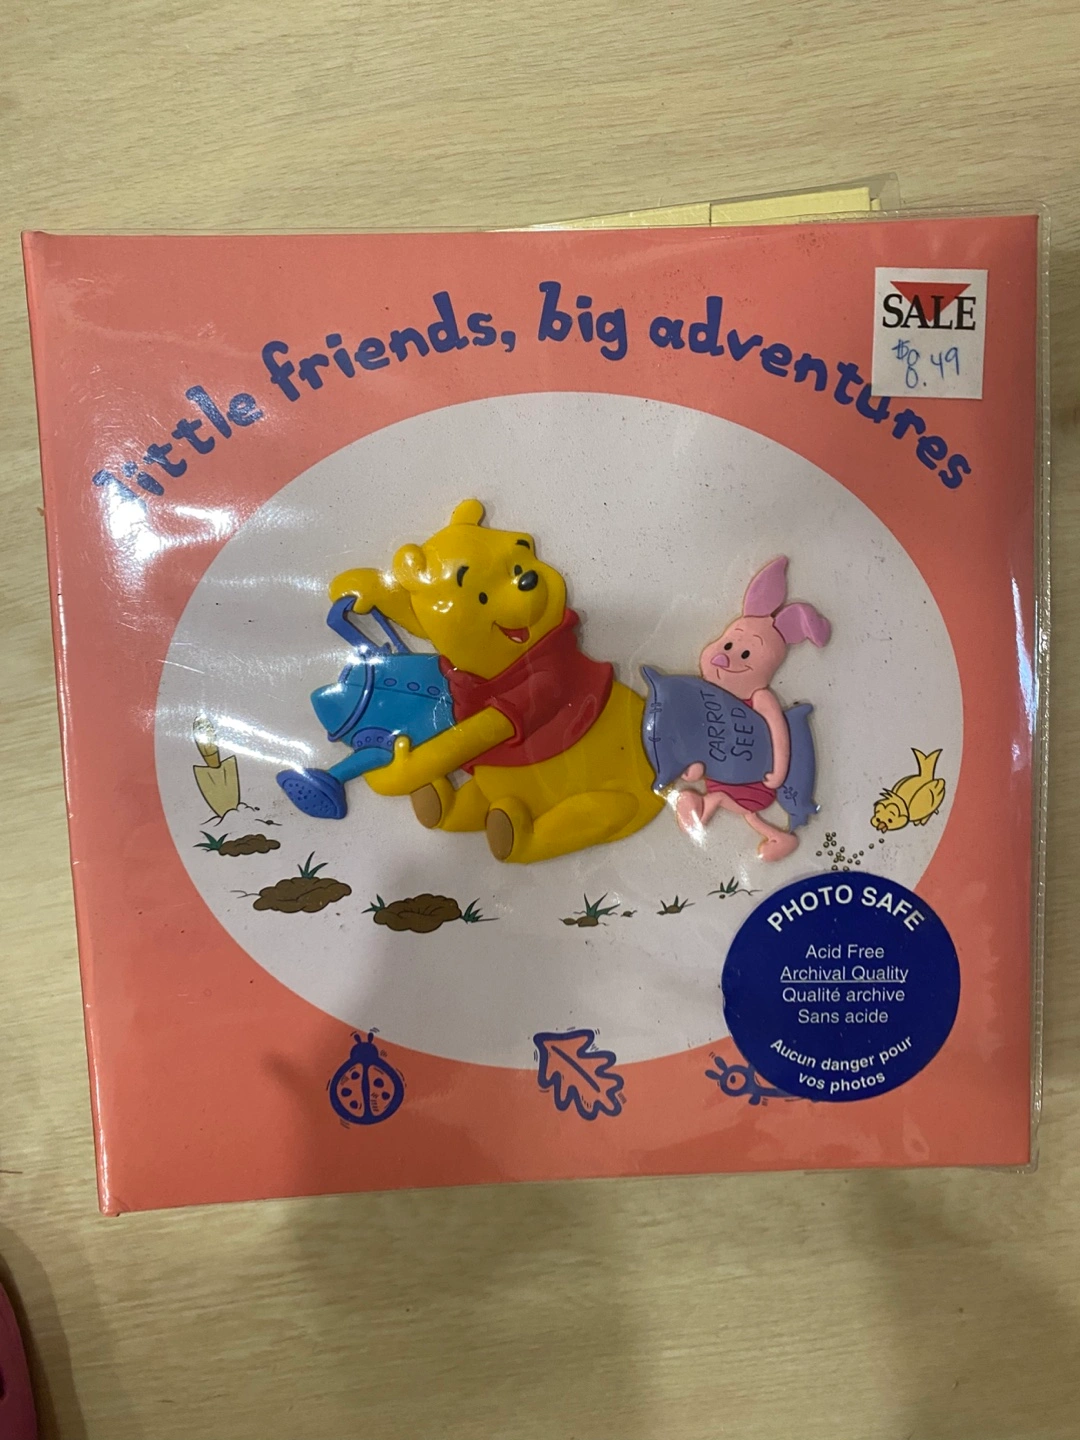 little friends, big adventures
SALE
$8.49
CARROT
SEED
PHOTO SAFE
Acid Free
Archival Quality
Qualité archive
Sans acide
Aucun danger pour
vos photos